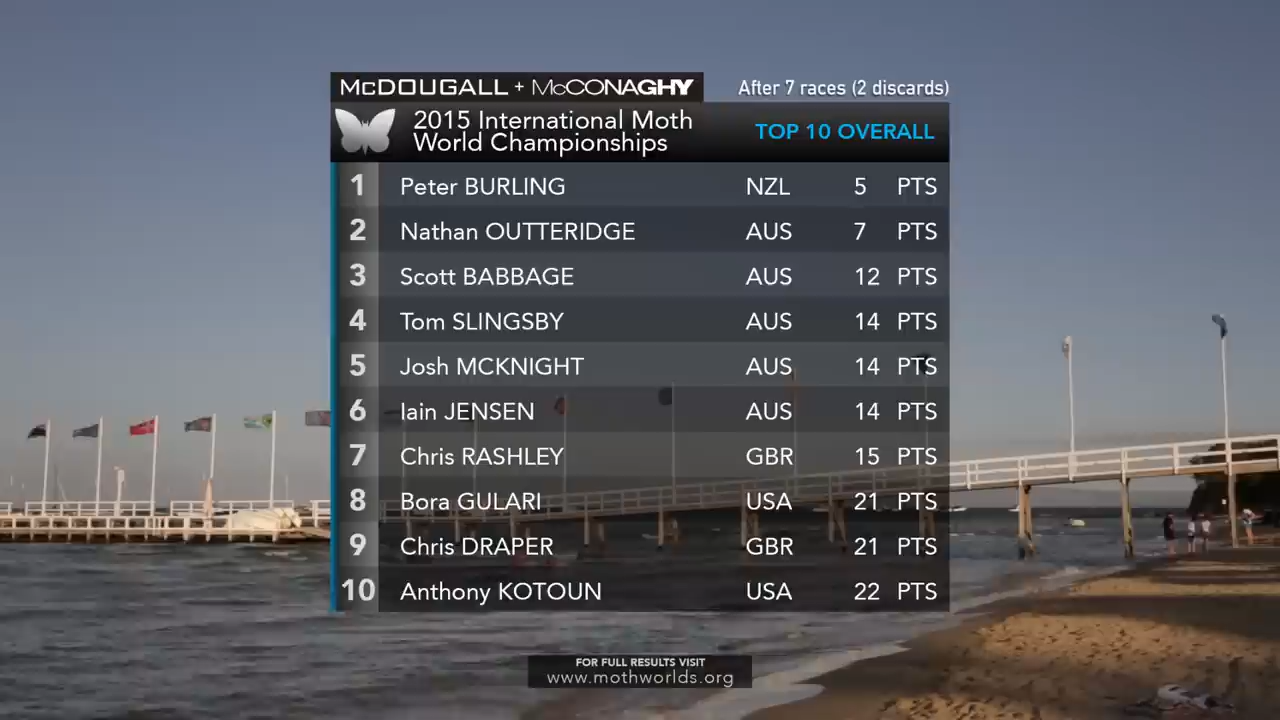 McDOUGALL + McCONAGHY
After 7 races (2 discards)
2015 International Moth
World Championships
TOP 10 OVERALL
1 Peter BURLING NZL 5 PTS
2 Nathan OUTTERIDGE AUS 7 PTS
3 Scott BABBAGE AUS 12 PTS
4 Tom SLINGSBY AUS 14 PTS
5 Josh MCKNIGHT AUS 14 PTS
6 Iain JENSEN AUS 14 PTS
7 Chris RASHLEY GBR 15 PTS
8 Bora GULARI USA 21 PTS
9 Chris DRAPER GBR 21 PTS
10 Anthony KOTOUN USA 22 PTS
FOR FULL RESULTS VISIT
www.mothworlds.org